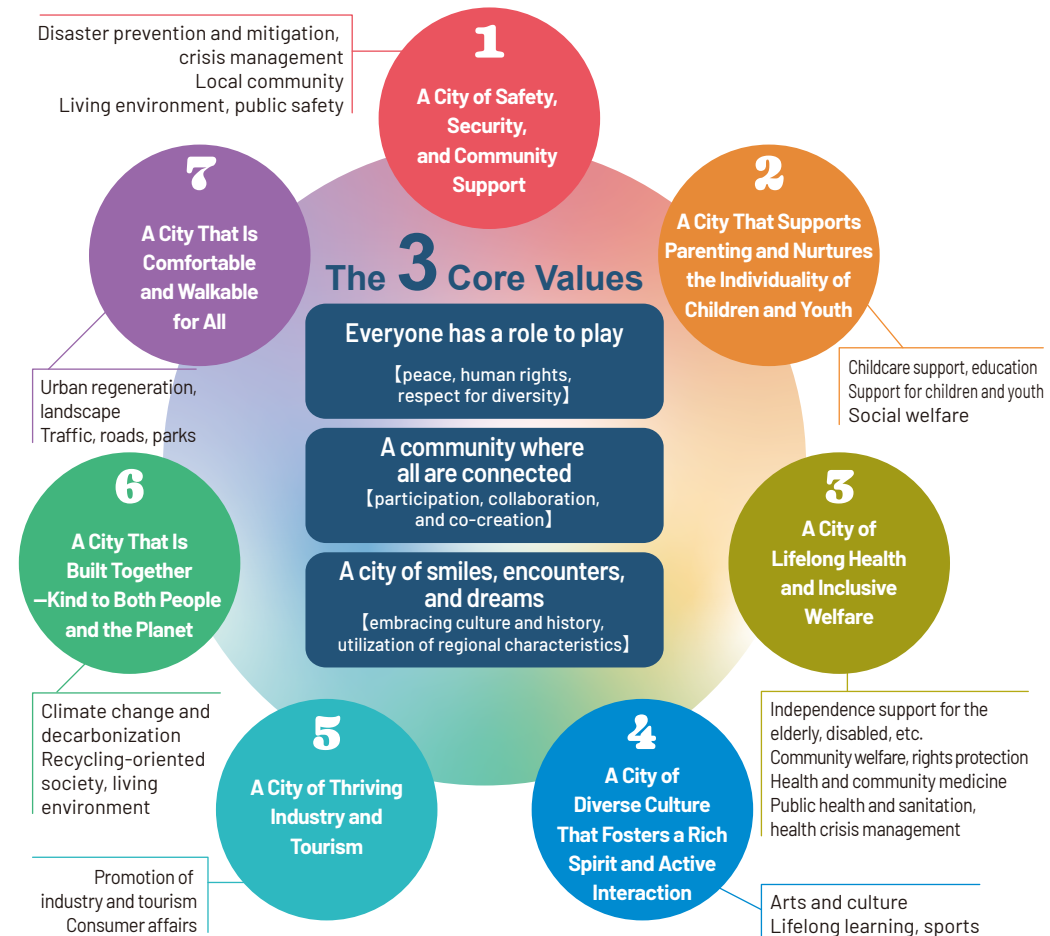 The 3 Core Values
Everyone has a role to play
【peace, human rights,
respect for diversity】
A community where
all are connected
【participation, collaboration,
and co-creation】
A city of smiles, encounters,
and dreams
【embracing culture and history,
utilization of regional characteristics】
1
A City of Safety,
Security,
and Community
Support
Disaster prevention and mitigation,
crisis management
Local community
Living environment, public safety
2
A City That Supports
Parenting and Nurtures
the Individuality of
Children and Youth
Childcare support, education
Support for children and youth
Social welfare
3
A City of
Lifelong Health
and Inclusive
Welfare
Independence support for the
elderly, disabled, etc.
Community welfare, rights protection
Health and community medicine
Public health and sanitation,
health crisis management
4
A City of
Diverse Culture
That Fosters a Rich
Spirit and Active
Interaction
Arts and culture
Lifelong learning, sports
5
A City of Thriving
Industry and
Tourism
Promotion of
industry and tourism
Consumer affairs
6
A City That Is
Built Together
—Kind to Both People
and the Planet
Climate change and
decarbonization
Recycling-oriented
society, living
environment
7
A City That Is
Comfortable
and Walkable
for All
Urban regeneration,
landscape
Traffic, roads, parks